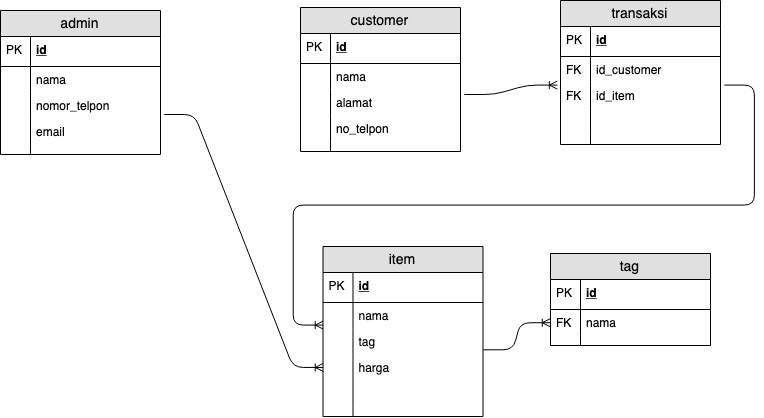 admin
PK id
nama
nomor_telpon
email
customer
PK id
nama
alamat
no_telpon
transaksi
PK id
FK id_customer
FK id_item
item
PK id
nama
tag
harga
tag
PK id
FK nama